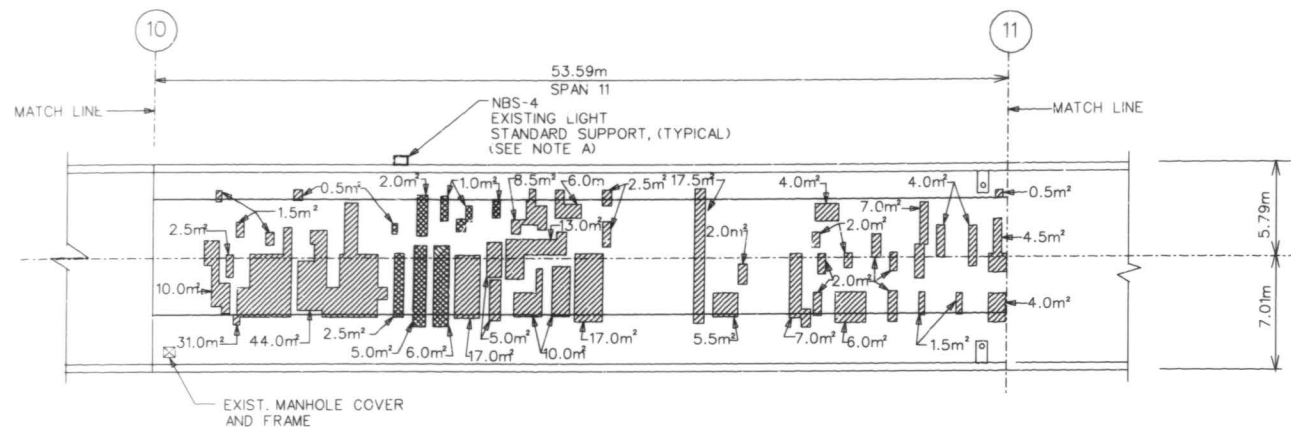 10
11
53.59m
SPAN 11
MATCH LINE
MATCH LINE
NBS-4
EXISTING LIGHT
STANDARD SUPPORT, (TYPICAL)
(SEE NOTE A)
2.0m²
1.0m²
8.5m²
6.0m
2.5m²
17.5m²
4.0m²
4.0m²
0.5m²
0.5m²
7.0m²
1.5m²
13.0m²
2.0m²
2.0m²
4.5m²
2.5m²
5.79m
10.0m²
2.0m²
4.0m²
7.01m
31.0m²
44.0m²
2.5m²
5.0m²
6.0m²
17.0m²
5.0m²
10.0m²
17.0m²
5.5m²
7.0m²
6.0m²
1.5m²
EXIST. MANHOLE COVER
AND FRAME